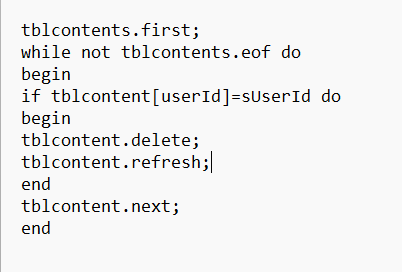 tblcontents.first;
while not tblcontents.eof do
begin
if tblcontent[userId]=sUserId do
begin
tblcontent.delete;
tblcontent.refresh;
end
tblcontent.next;
end